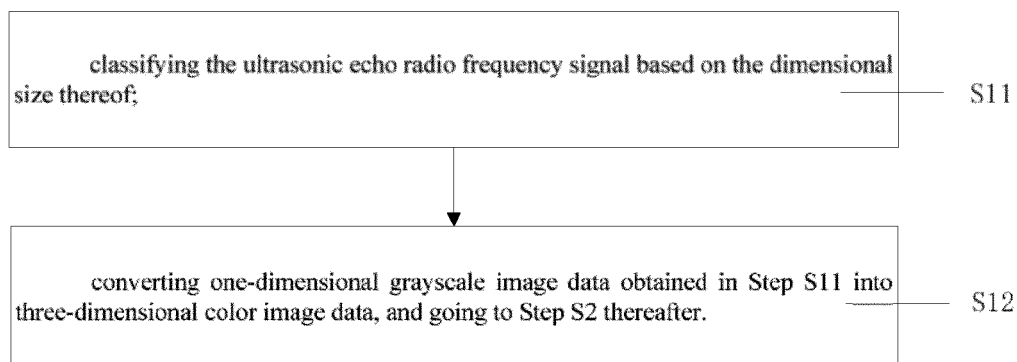 classifying the ultrasonic echo radio frequency signal based on the dimensional
size thereof;
S11
converting one-dimensional grayscale image data obtained in Step S11 into
three-dimensional color image data, and going to Step S2 thereafter.
S12